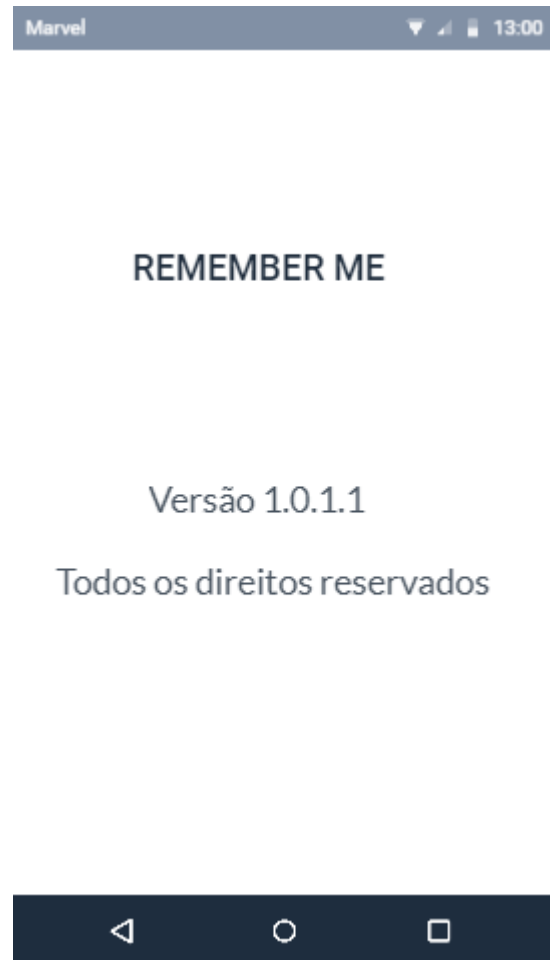 Marvel 13:00
REMEMBER ME
Versão 1.0.1.1
Todos os direitos reservados